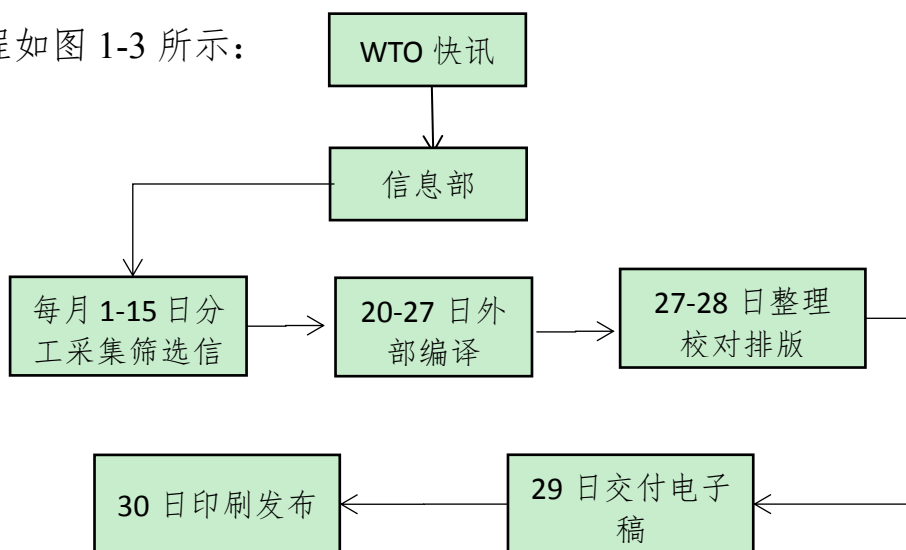 程如图 1-3 所示：
WTO 快讯
信息部
每月 1-15 日分
工采集筛选信
20-27 日外
部编译
27-28 日整理
校对排版
29 日交付电子
稿
30 日印刷发布